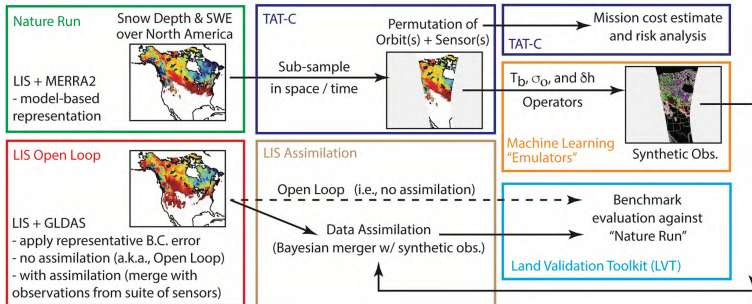 Nature Run
Snow Depth & SWE
over North America
LIS + MERRA2
- model-based
representation
TAT-C
Sub-sample
in space / time
Permutation of
Orbit(s) + Sensor(s)
Mission cost estimate
and risk analysis
TAT-C
Tb, σo, and δh
Operators
Machine Learning
"Emulators"
Synthetic Obs.
LIS Open Loop
LIS + GLDAS
- apply representative B.C. error
- no assimilation (a.k.a., Open Loop)
- with assimilation (merge with
observations from suite of sensors)
LIS Assimilation
Open Loop (i.e., no assimilation)
Data Assimilation
(Bayesian merger w/ synthetic obs.)
Benchmark
evaluation against
"Nature Run"
Land Validation Toolkit (LVT)